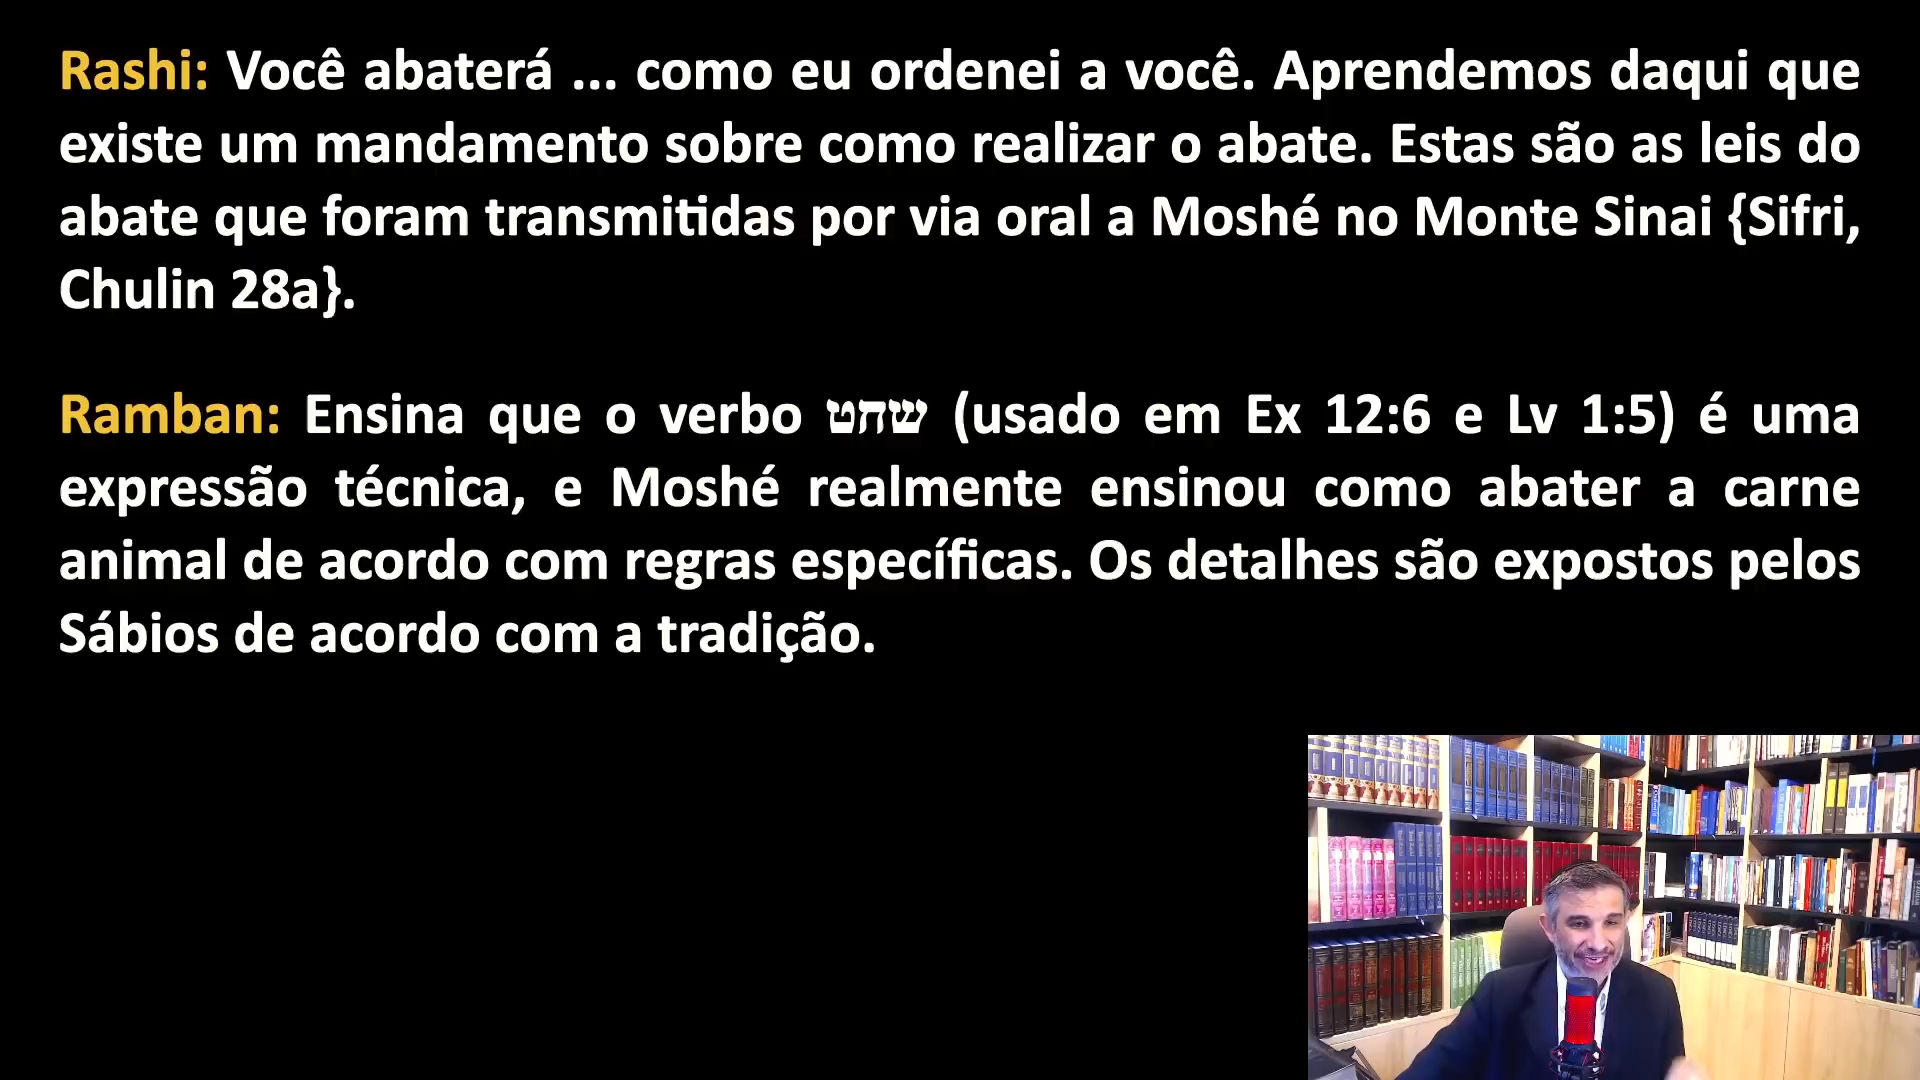 Rashi: Você abaterá ... como eu ordenei a você. Aprendemos daqui que
existe um mandamento sobre como realizar o abate. Estas são as leis do
abate que foram transmitidas por via oral a Moshé no Monte Sinai {Sifri,
Chulin 28a}.
Ramban: Ensina que o verbo שחט (usado em Ex 12:6 e Lv 1:5) é uma
expressão técnica, e Moshé realmente ensinou como abater a carne
animal de acordo com regras específicas. Os detalhes são expostos pelos
Sábios de acordo com a tradição.